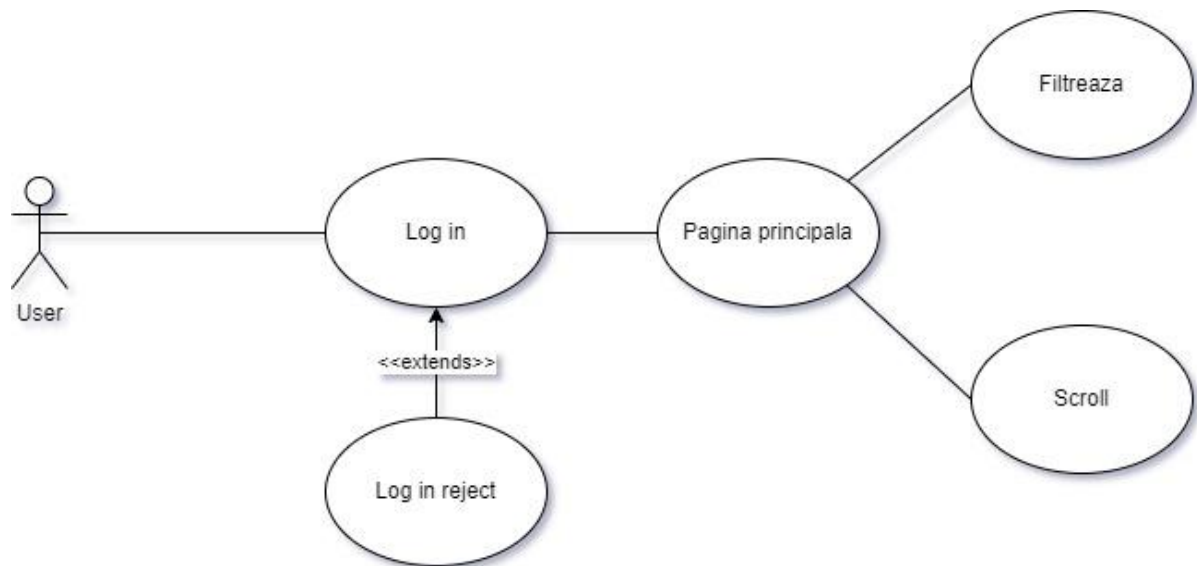 Filtreaza
Log in
Pagina principala
User
<<extends>>
Scroll
Log in reject